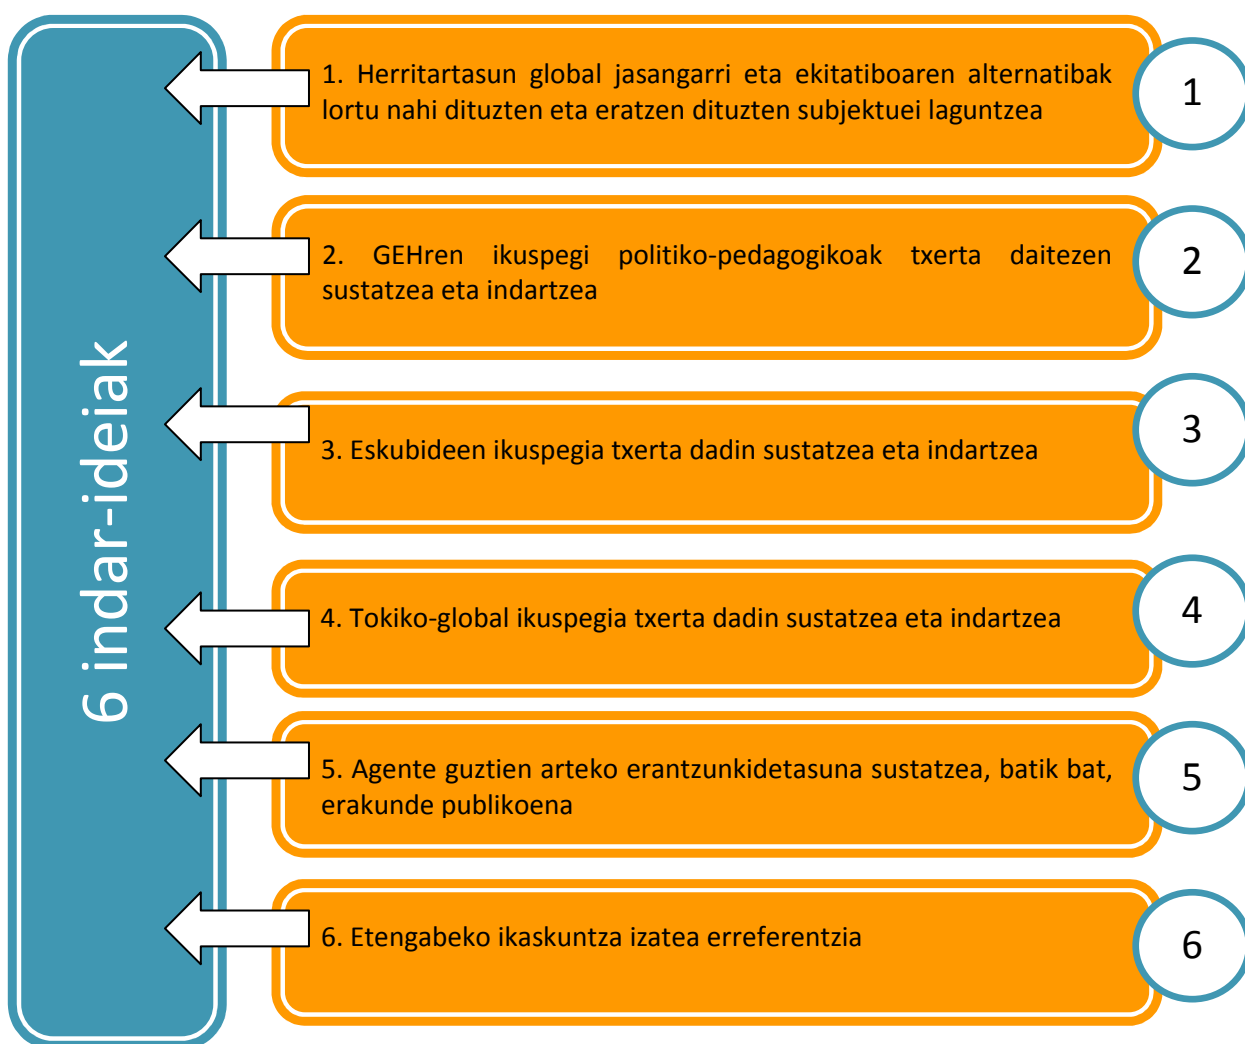 6 indar-ideiak
1. Herritartasun global jasangarri eta ekitatiboaren alternatibak
lortu nahi dituzten eta eratzen dituzten subjektuei laguntzea
1
2. GEHren ikuspegi politiko-pedagogikoak txerta daitezen
sustatzea eta indartzea
2
3. Eskubideen ikuspegia txerta dadin sustatzea eta indartzea
3
4. Tokiko-global ikuspegia txerta dadin sustatzea eta indartzea
4
5. Agente guztien arteko erantzunkidetasuna sustatzea, batik bat,
erakunde publikoena
5
6. Etengabeko ikaskuntza izatea erreferentzia
6